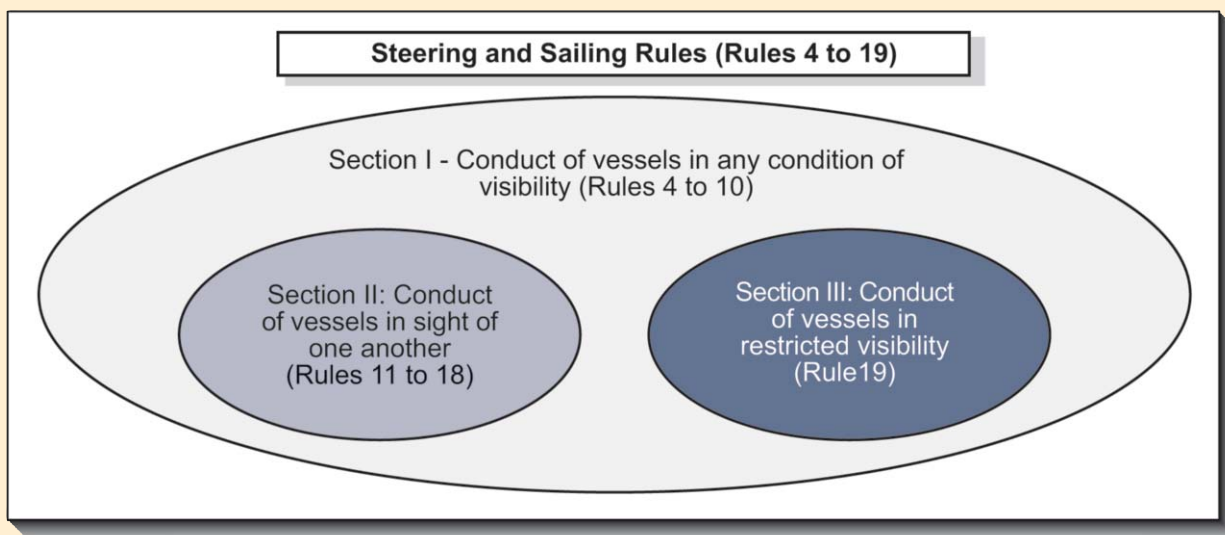 Steering and Sailing Rules (Rules 4 to 19)
Section I - Conduct of vessels in any condition of
visibility (Rules 4 to 10)
Section II: Conduct
of vessels in sight of
one another
(Rules 11 to 18)
Section III: Conduct
of vessels in
restricted visibility
(Rule19)